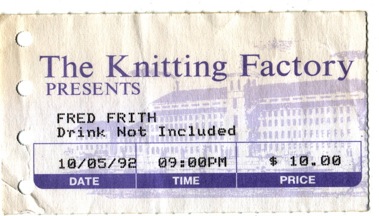 The Knitting Factory
PRESENTS
FRED FRITH
Drink Not Included
10/05/92 09:00PM $ 10.00
DATE TIME PRICE